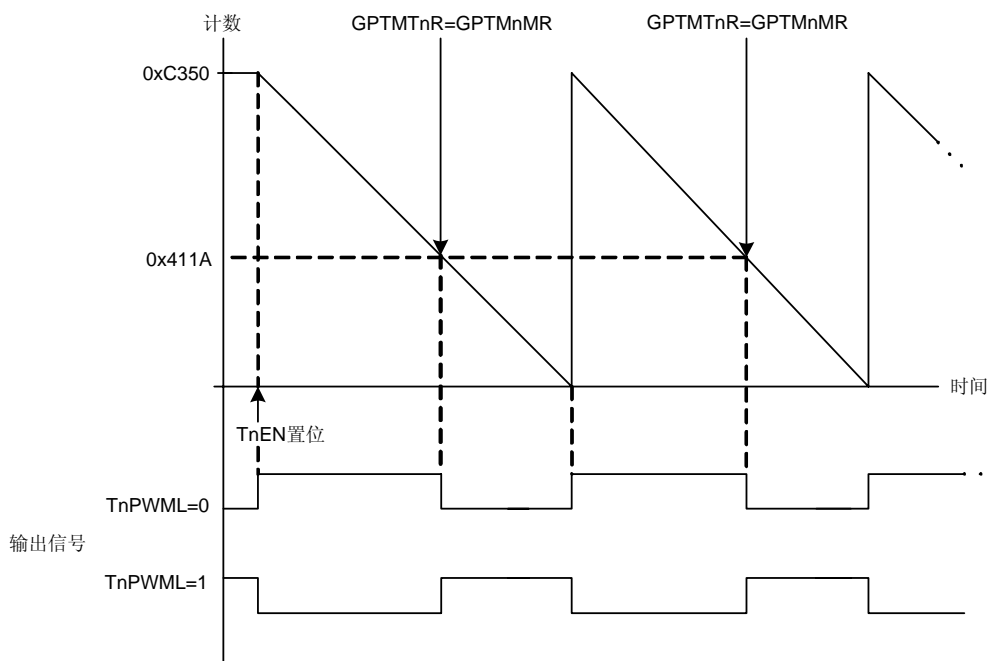 计数
GPTMTnR=GPTMnMR
GPTMTnR=GPTMnMR
0xC350
0x411A
时间
TnEN置位
TnPWML=0
输出信号
TnPWML=1